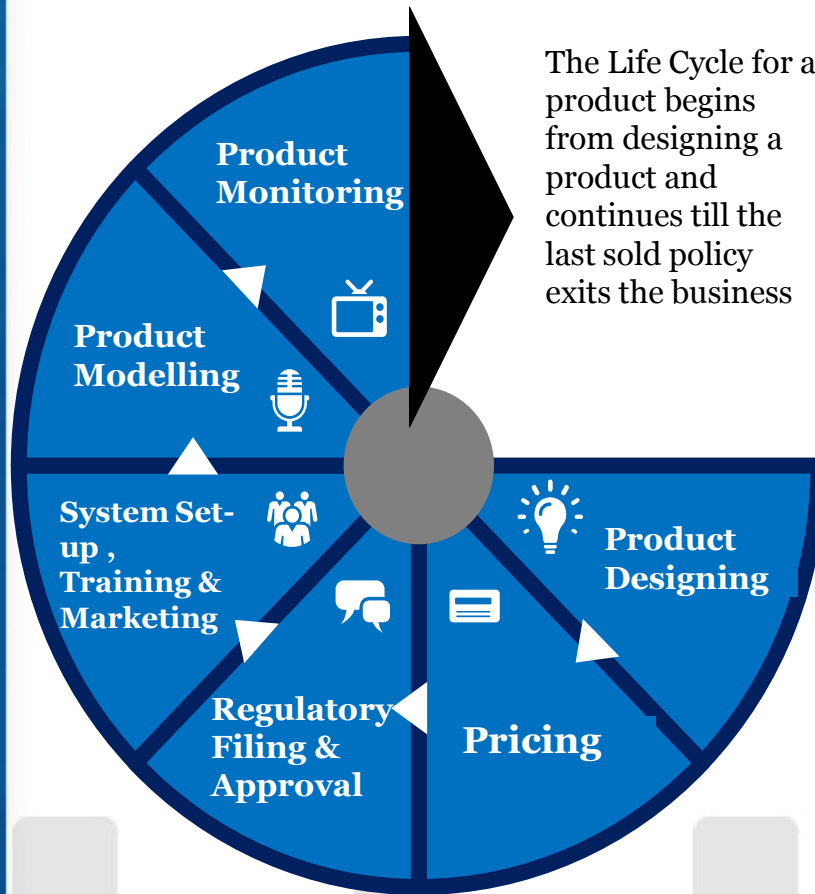 The Life Cycle for a
product begins
from designing a
product and
continues till the
last sold policy
exits the business
Product
Designing
Pricing
Regulatory
Filing &
Approval
System Set-
up ,
Training &
Marketing
Product
Modelling
Product
Monitoring